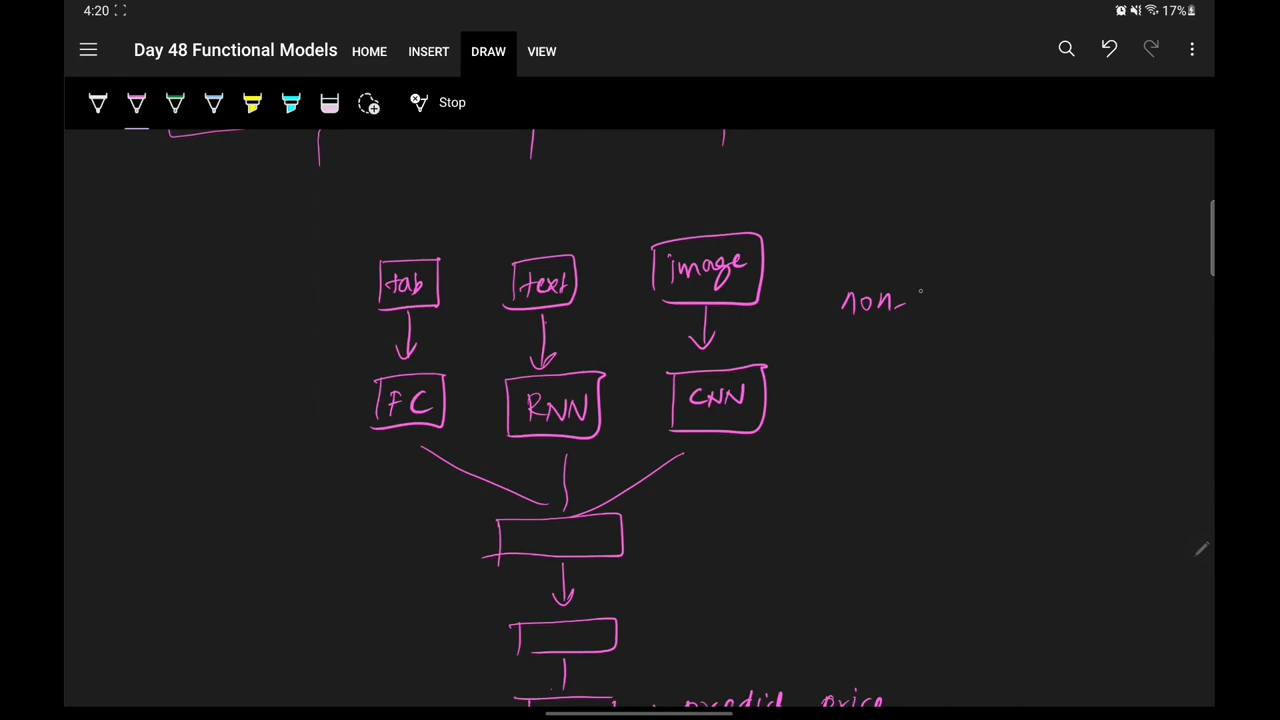 4:20 17%
Day 48 Functional Models HOME INSERT DRAW VIEW
Stop
tab text image
non-
FC RNN CNN
predict price